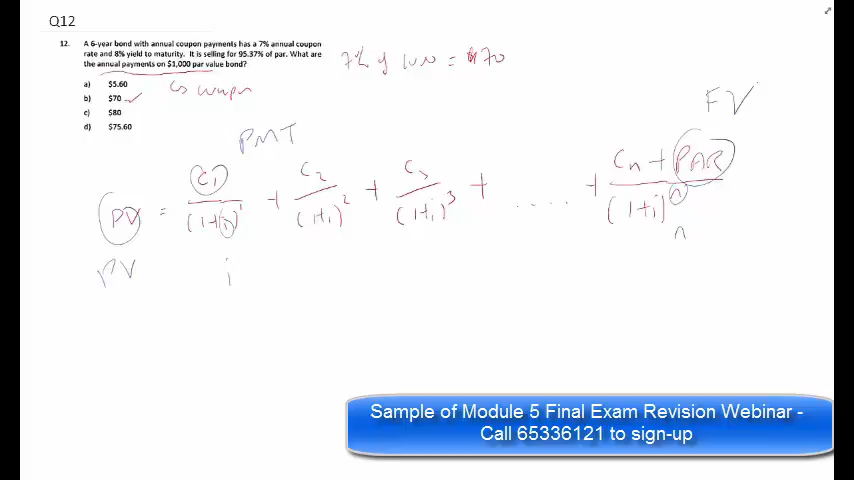 Q12
12. A 6-year bond with annual coupon payments has a 7% annual coupon
rate and 8% yield to maturity. It is selling for 95.37% of par. What are
the annual payments on $1,000 par value bond?
7% of 1000 = $70
a) $5.60
b) $70 ✓
c) $80
d) $75.60
↳ coupon
PMT
FV
PV = C1/(1+i)^1 + C2/(1+i)^2 + C3/(1+i)^3 + ..... + Cn + PAR/(1+i)^n
PV i n
Sample of Module 5 Final Exam Revision Webinar -
Call 65336121 to sign-up